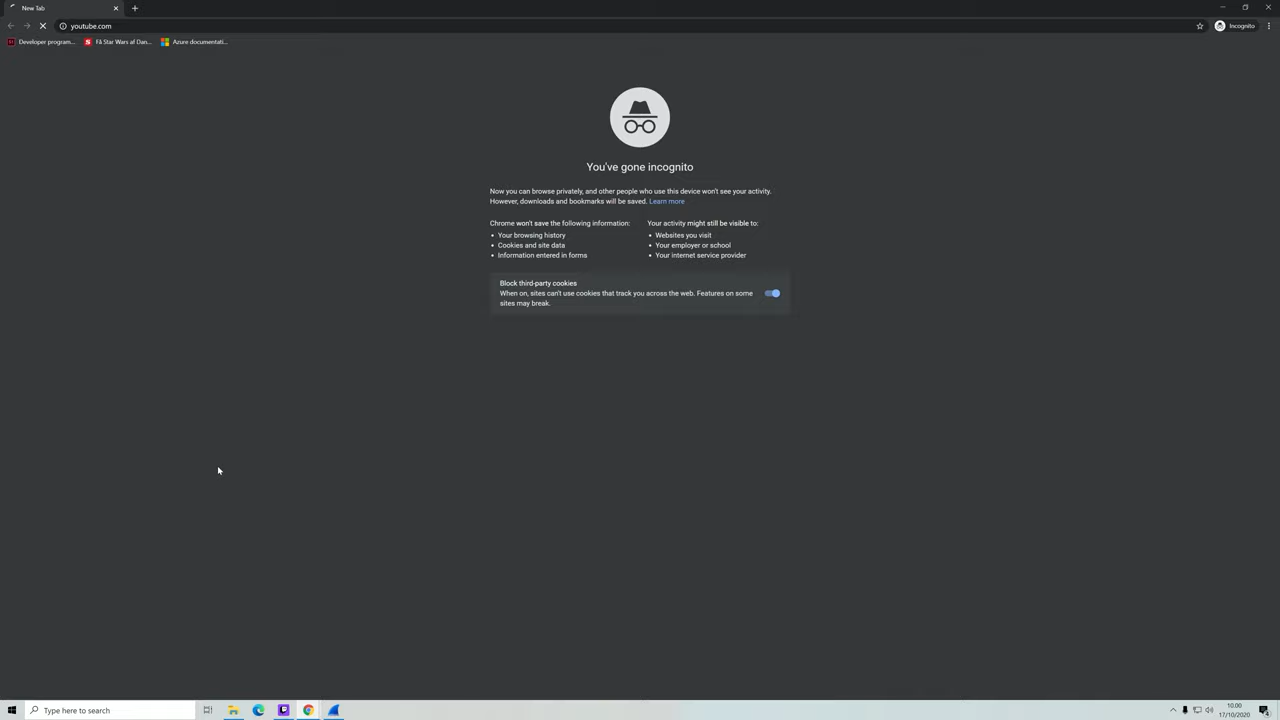 New Tab
youtube.com
Incognito
Developer program...
Få Star Wars af Dan...
Azure documentati...
You've gone incognito
Now you can browse privately, and other people who use this device won't see your activity.
However, downloads and bookmarks will be saved. Learn more
Chrome won't save the following information:
• Your browsing history
• Cookies and site data
• Information entered in forms
Your activity might still be visible to:
• Websites you visit
• Your employer or school
• Your internet service provider
Block third-party cookies
When on, sites can't use cookies that track you across the web. Features on some
sites may break.
Type here to search
10.00
17/10/2020